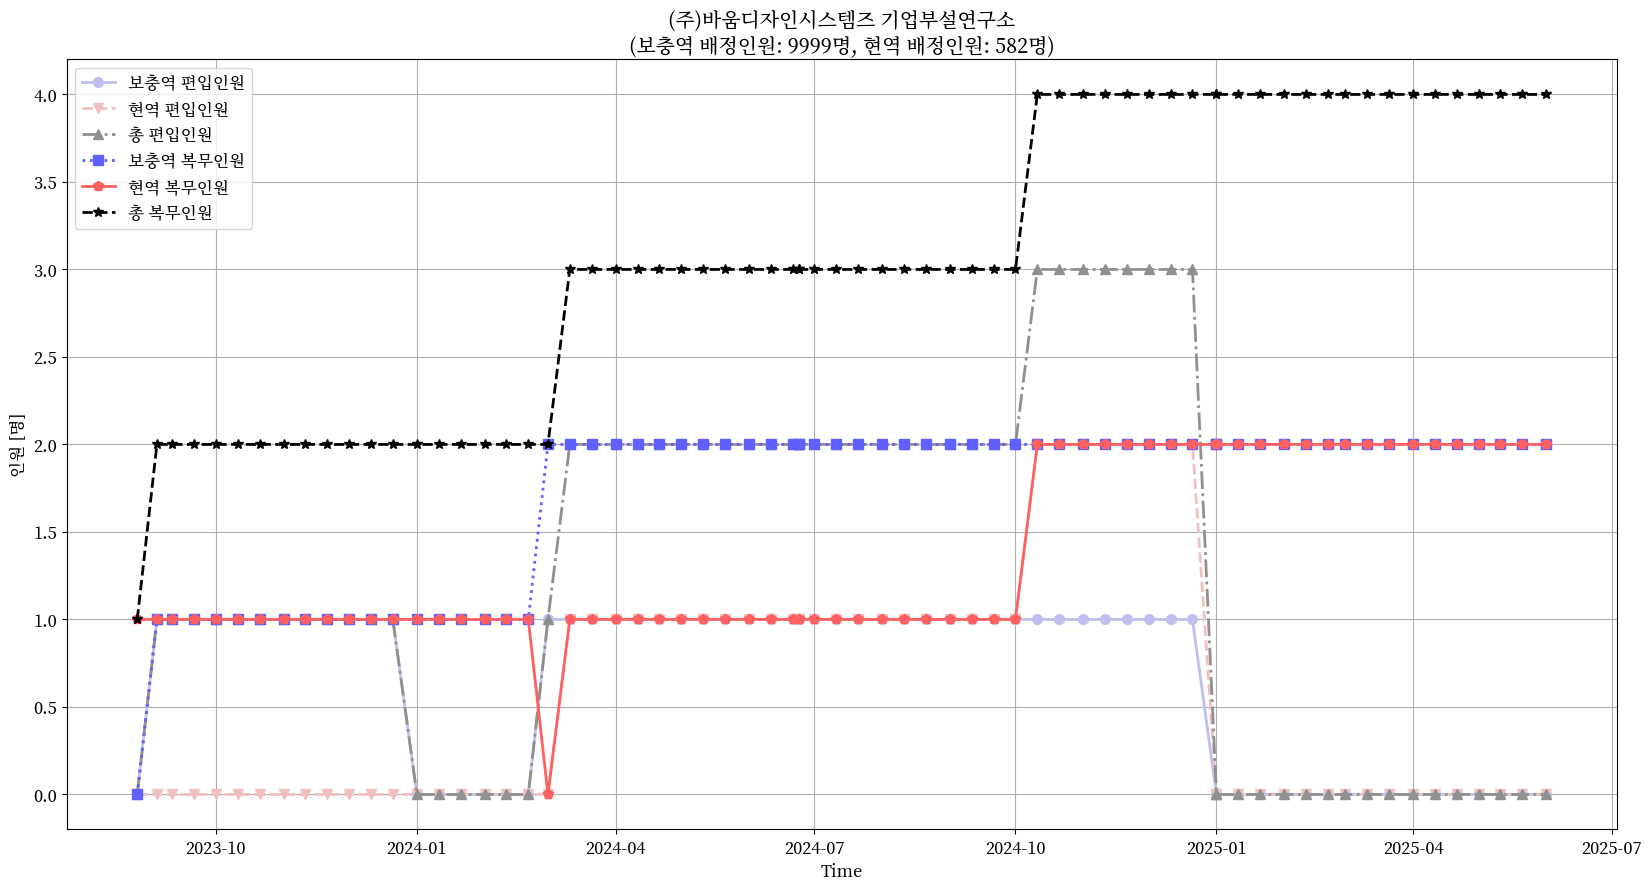 (주)바움디자인시스템즈 기업부설연구소
(보충역 배정인원: 9999명, 현역 배정인원: 582명)
보충역 편입인원
현역 편입인원
총 편입인원
보충역 복무인원
현역 복무인원
총 복무인원
4.0
3.5
3.0
2.5
2.0
1.5
1.0
0.5
0.0
인원 [명]
2023-10
2024-01
2024-04
2024-07
2024-10
2025-01
2025-04
2025-07
Time